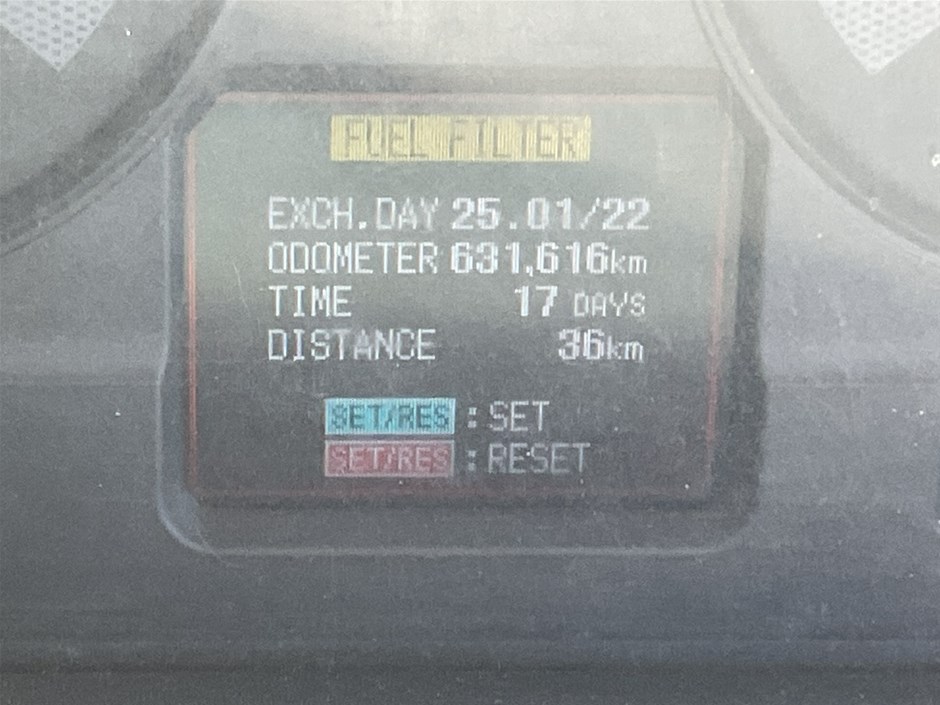 FUEL FILTER
EXCH.DAY 25.01/22
ODOMETER 631,616km
TIME 17 DAYS
DISTANCE 36km
SET/RES : SET
SET/RES : RESET